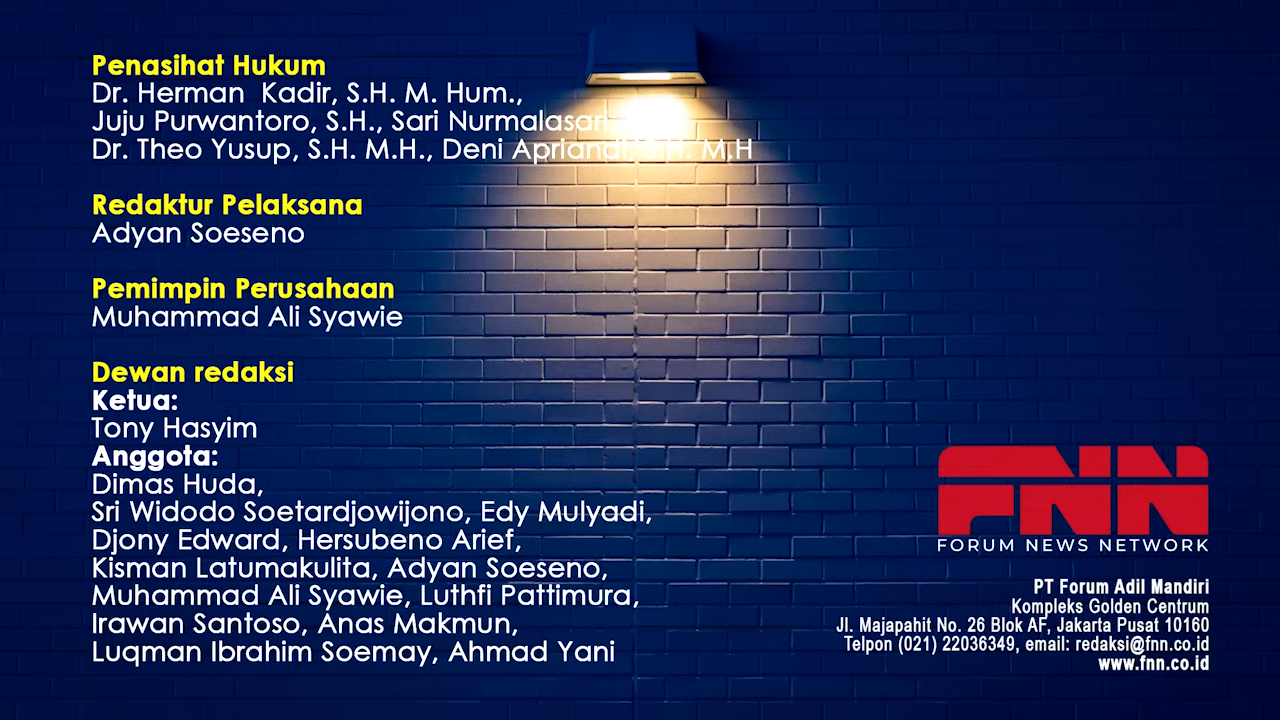 Penasihat Hukum
Dr. Herman Kadir, S.H. M. Hum.,
Juju Purwantoro, S.H., Sari Nurmalasari,
Dr. Theo Yusup, S.H. M.H., Deni Apriandi S.H. M.H
Redaktur Pelaksana
Adyan Soeseno
Pemimpin Perusahaan
Muhammad Ali Syawie
Dewan redaksi
Ketua:
Tony Hasyim
Anggota:
Dimas Huda,
Sri Widodo Soetardjowijono, Edy Mulyadi,
Djony Edward, Hersubeno Arief,
Kisman Latumakulita, Adyan Soeseno,
Muhammad Ali Syawie, Luthfi Pattimura,
Irawan Santoso, Anas Makmun,
Luqman Ibrahim Soemay, Ahmad Yani
FNN
FORUM NEWS NETWORK
PT Forum Adil Mandiri
Kompleks Golden Centrum
Jl. Majapahit No. 26 Blok AF, Jakarta Pusat 10160
Telpon (021) 22036349, email: redaksi@fnn.co.id
www.fnn.co.id